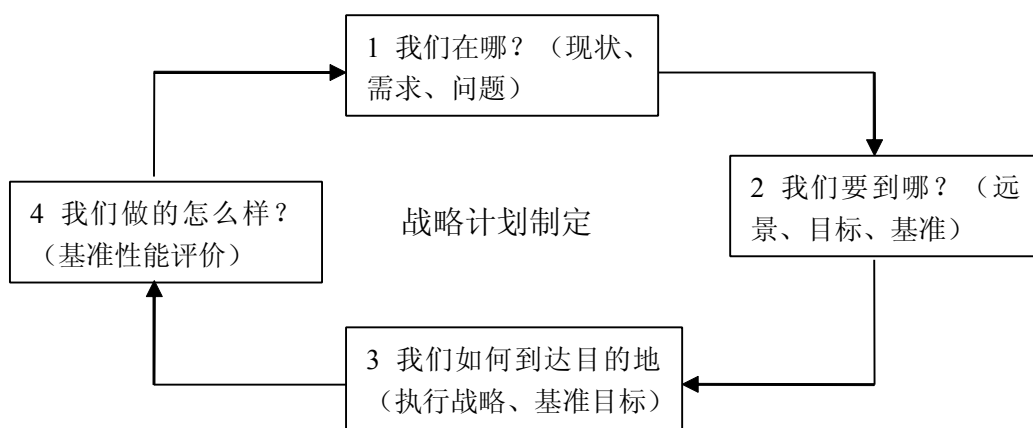 1 我们在哪？（现状、
需求、问题）
2 我们要到哪？（远
景、目标、基准）
4 我们做的怎么样？
（基准性能评价）
战略计划制定
3 我们如何到达目的地
（执行战略、基准目标）